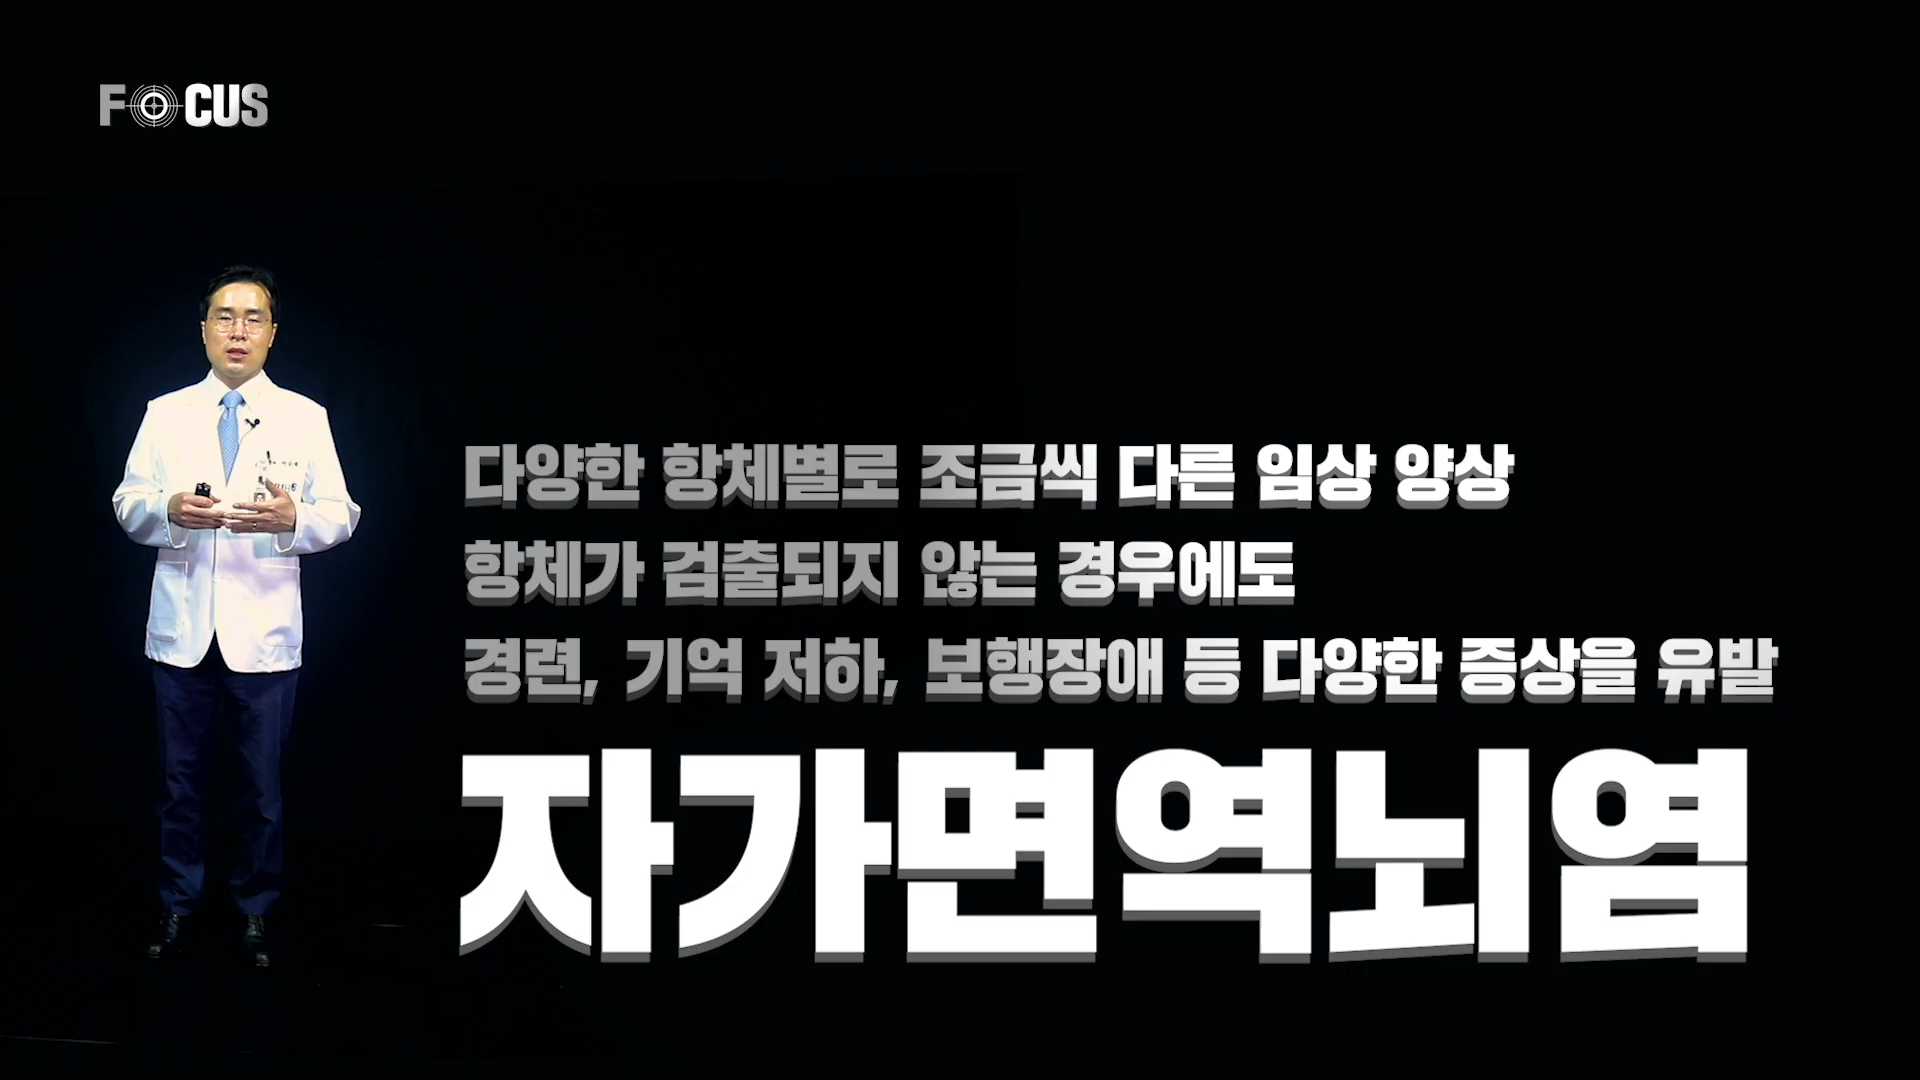 FOCUS
다양한 항체별로 조금씩 다른 임상 양상
항체가 검출되지 않는 경우에도
경련, 기억 저하, 보행장애 등 다양한 증상을 유발
자가면역뇌염